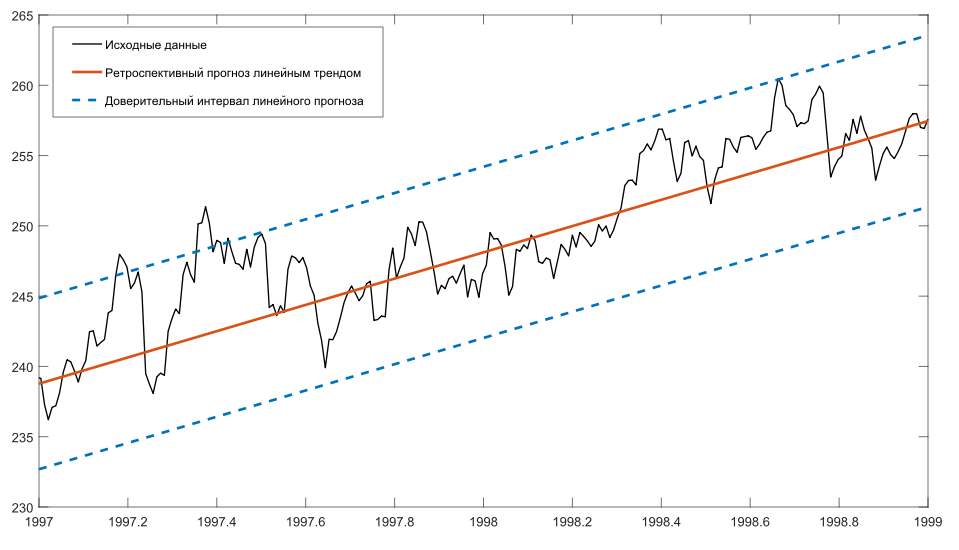 265
260
255
250
245
240
235
230
Исходные данные
Ретроспективный прогноз линейным трендом
Доверительный интервал линейного прогноза
1997 1997.2 1997.4 1997.6 1997.8 1998 1998.2 1998.4 1998.6 1998.8 1999